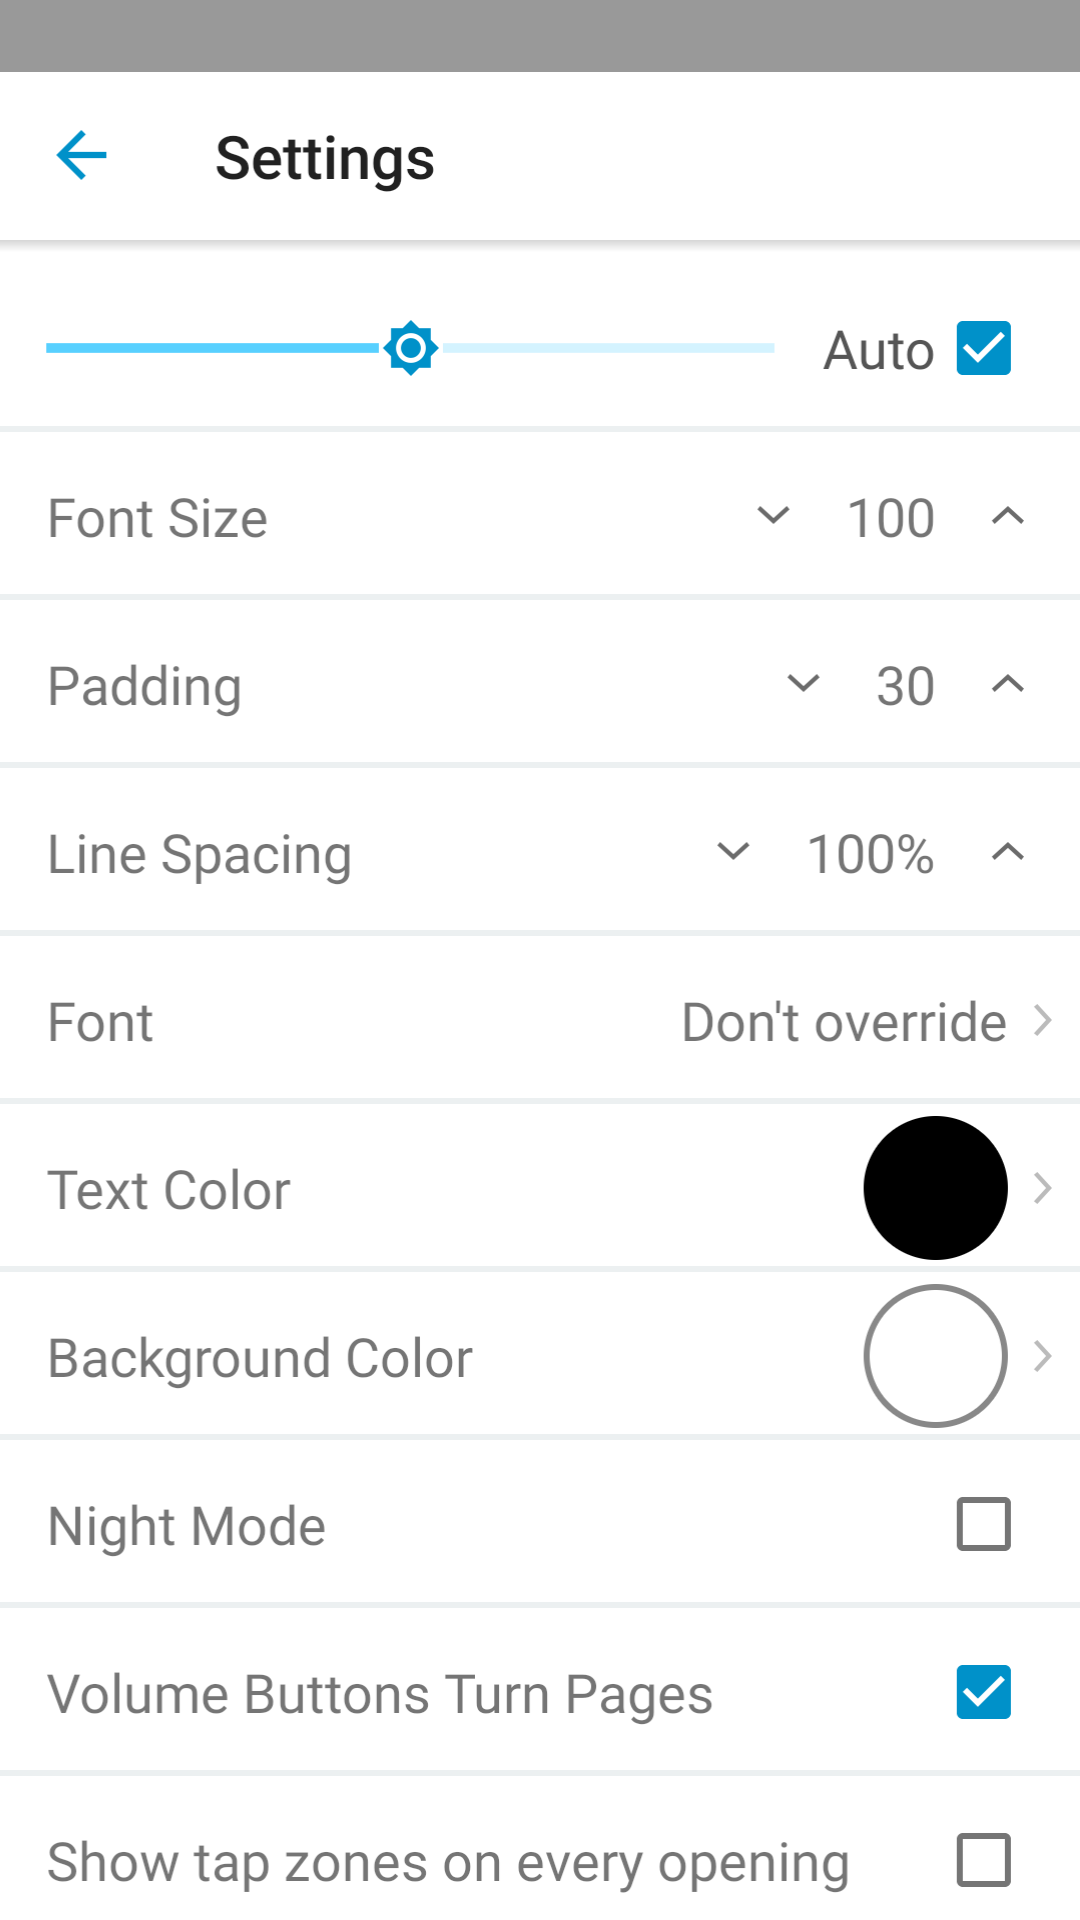 Settings
Auto
Font Size 100
Padding 30
Line Spacing 100%
Font Don't override
Text Color
Background Color
Night Mode
Volume Buttons Turn Pages
Show tap zones on every opening